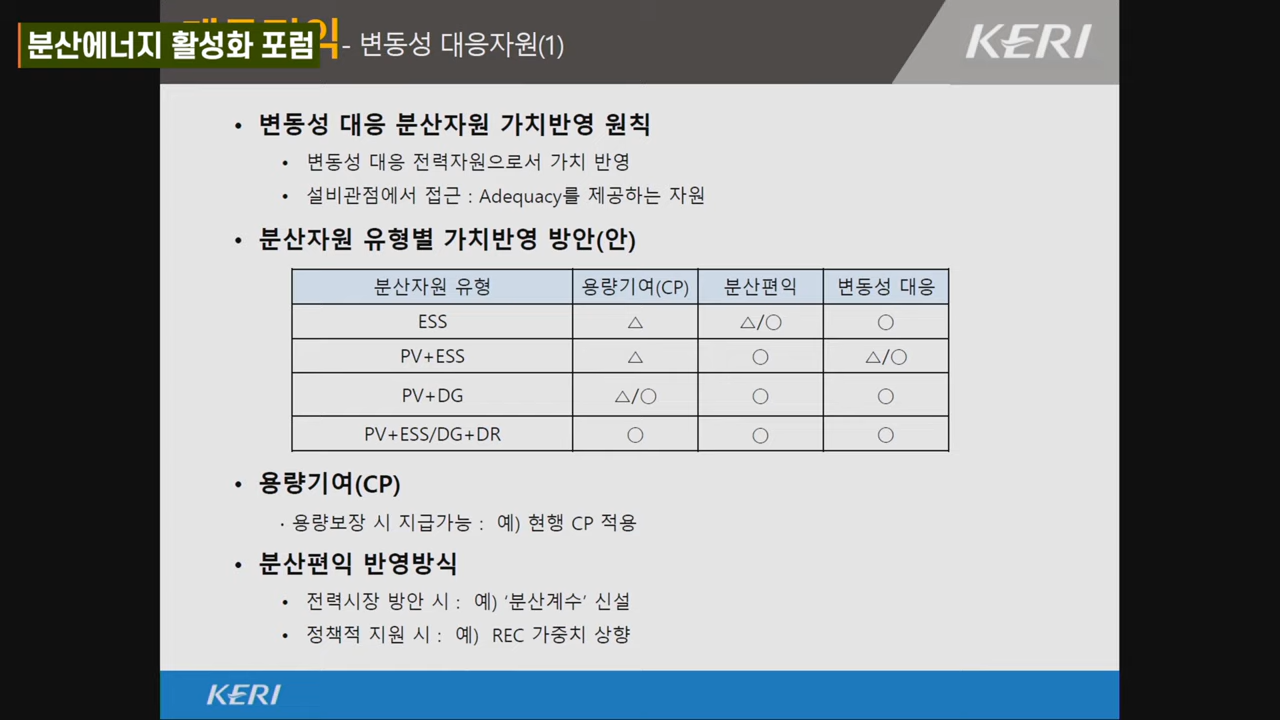 분산에너지 활성화 포럼
- 변동성 대응자원(1)
KERI
• 변동성 대응 분산자원 가치반영 원칙
• 변동성 대응 전력자원으로서 가치 반영
• 설비관점에서 접근 : Adequacy를 제공하는 자원
• 분산자원 유형별 가치반영 방안(안)
분산자원 유형 용량기여(CP) 분산편익 변동성 대응
ESS △ △/○ ○
PV+ESS △ ○ △/○
PV+DG △/○ ○ ○
PV+ESS/DG+DR ○ ○ ○
• 용량기여(CP)
· 용량보장 시 지급가능 : 예) 현행 CP 적용
• 분산편익 반영방식
• 전력시장 방안 시 : 예) ‘분산계수’ 신설
• 정책적 지원 시 : 예) REC 가중치 상향
KERI